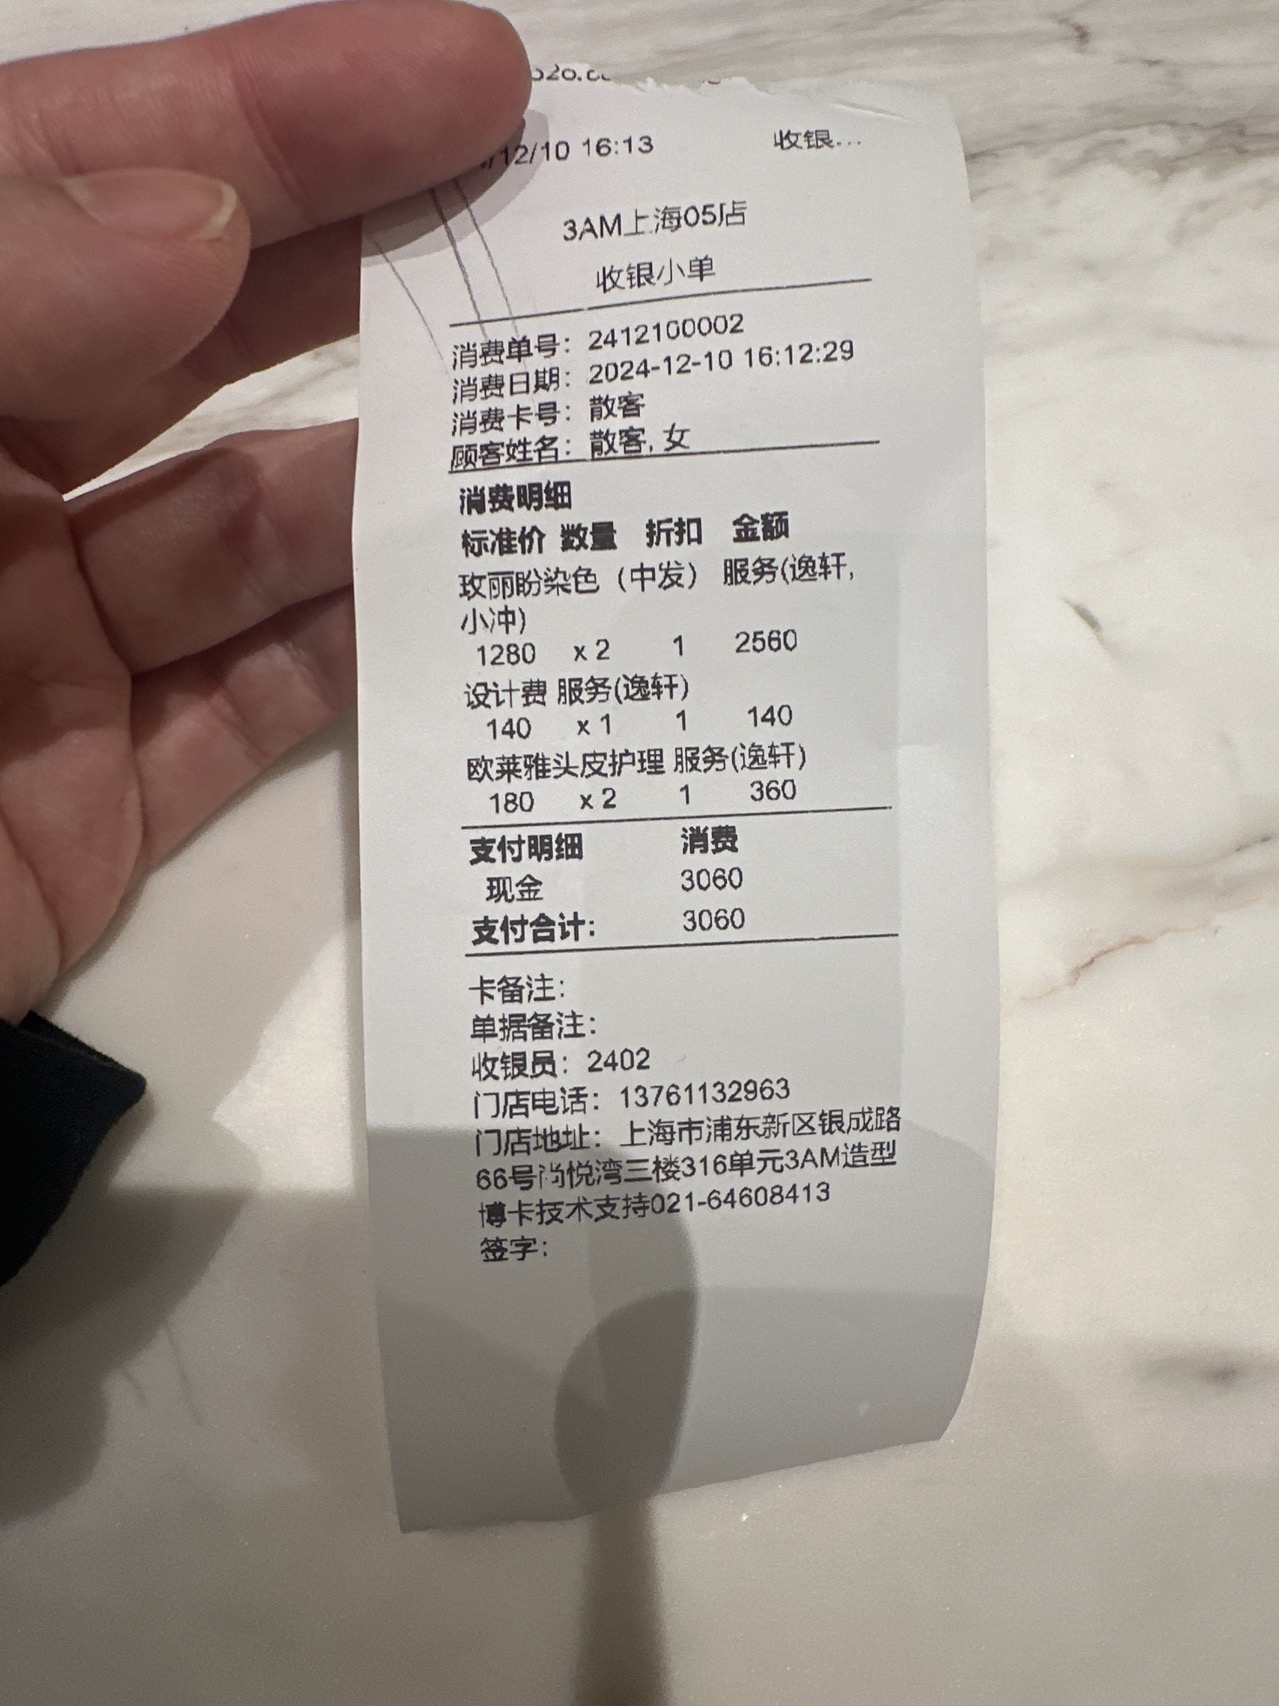 /12/10 16:13 收银...
3AM上海05店
收银小单
消费单号：2412100002
消费日期：2024-12-10 16:12:29
消费卡号：散客
顾客姓名：散客, 女
消费明细
标准价 数量 折扣 金额
玫丽盼染色（中发） 服务(逸轩,
小冲)
1280 x 2 1 2560
设计费 服务(逸轩)
140 x 1 1 140
欧莱雅头皮护理 服务(逸轩)
180 x 2 1 360
支付明细 消费
现金 3060
支付合计： 3060
卡备注：
单据备注：
收银员：2402
门店电话：13761132963
门店地址：上海市浦东新区银成路
66号尚悦湾三楼316单元3AM造型
博卡技术支持021-64608413
签字：